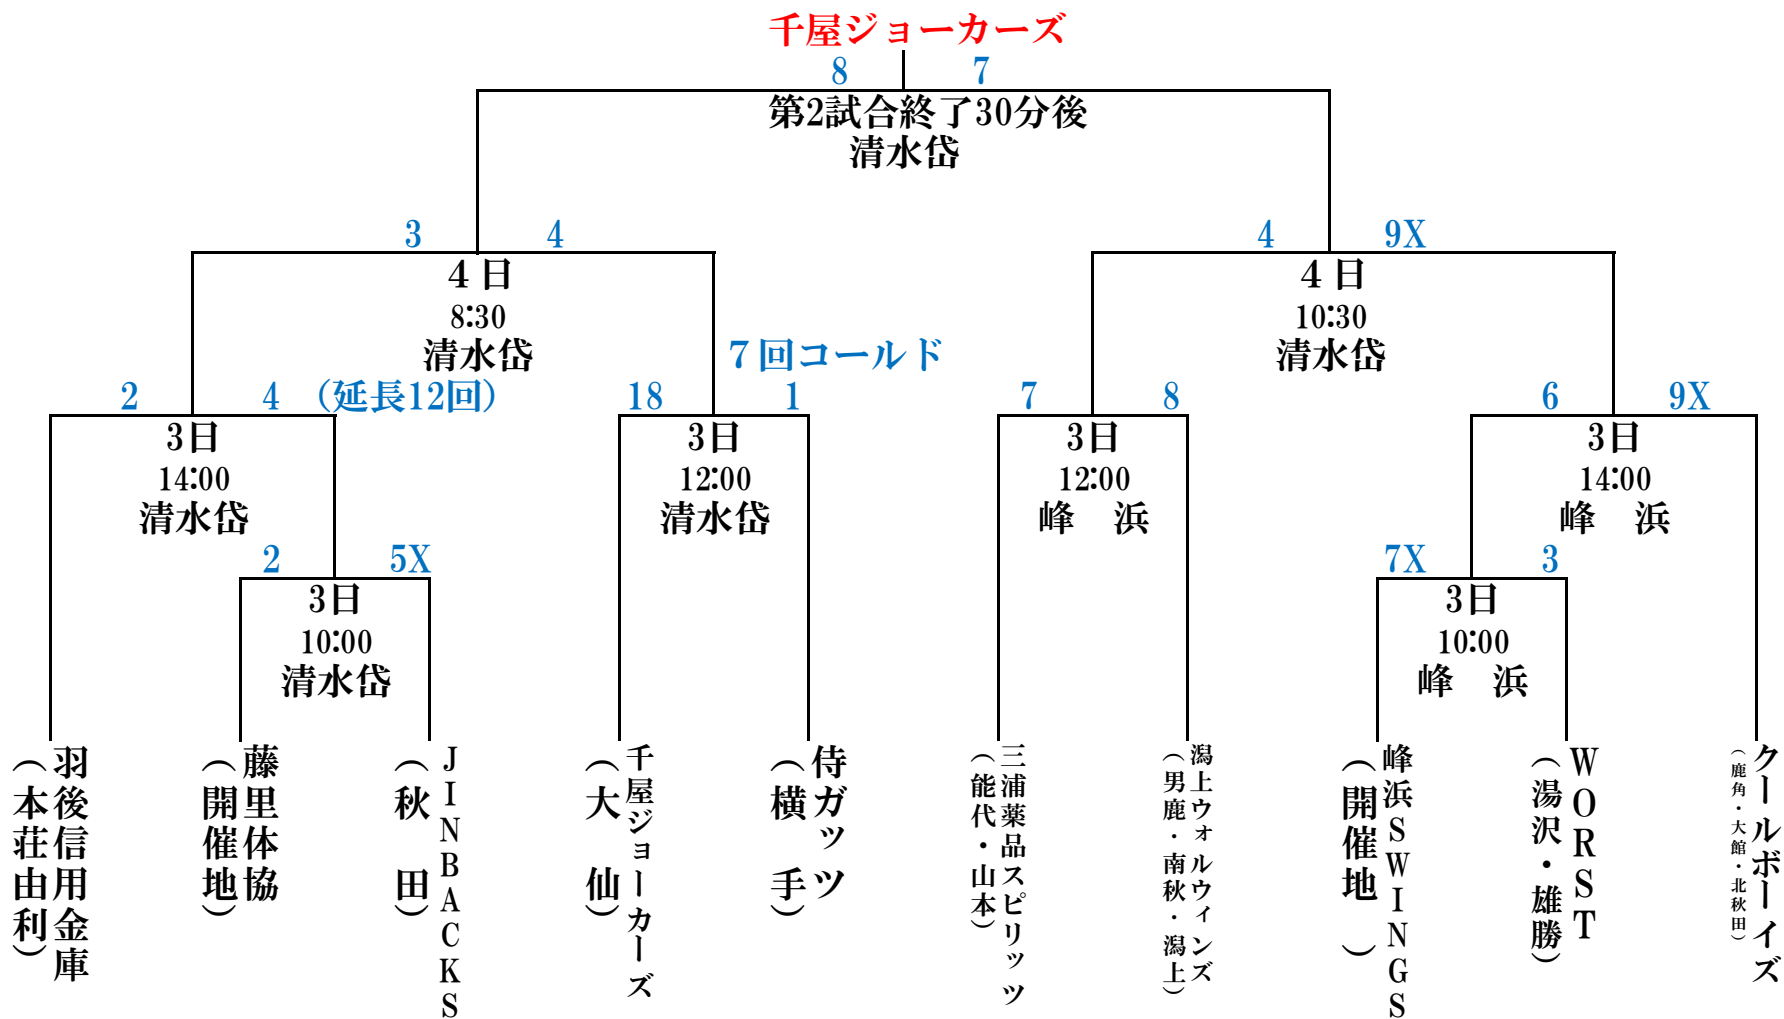 千屋ジョーカーズ
8 7
第2試合終了30分後
清水岱
3 4
4 9X
４日
8:30
清水岱
４日
10:30
清水岱
７回コールド
2 4 （延長12回）
18 1
7 8
6 9X
3日
14:00
清水岱
3日
12:00
清水岱
3日
12:00
峰　浜
3日
14:00
峰　浜
2 5X
7X 3
3日
10:00
清水岱
3日
10:00
峰　浜
羽後信用金庫
（本荘由利）
藤里体協
（開催地）
JINBACKS
（秋　田）
千屋ジョーカーズ
（大　仙）
侍ガッツ
（横　手）
三浦薬品スピリッツ
（能代・山本）
潟上ウォルウィンズ
（男鹿・南秋・潟上）
峰浜SWINGS
（開催地　）
WORST
（湯沢・雄勝）
クールボーイズ
（鹿角・大館・北秋田）